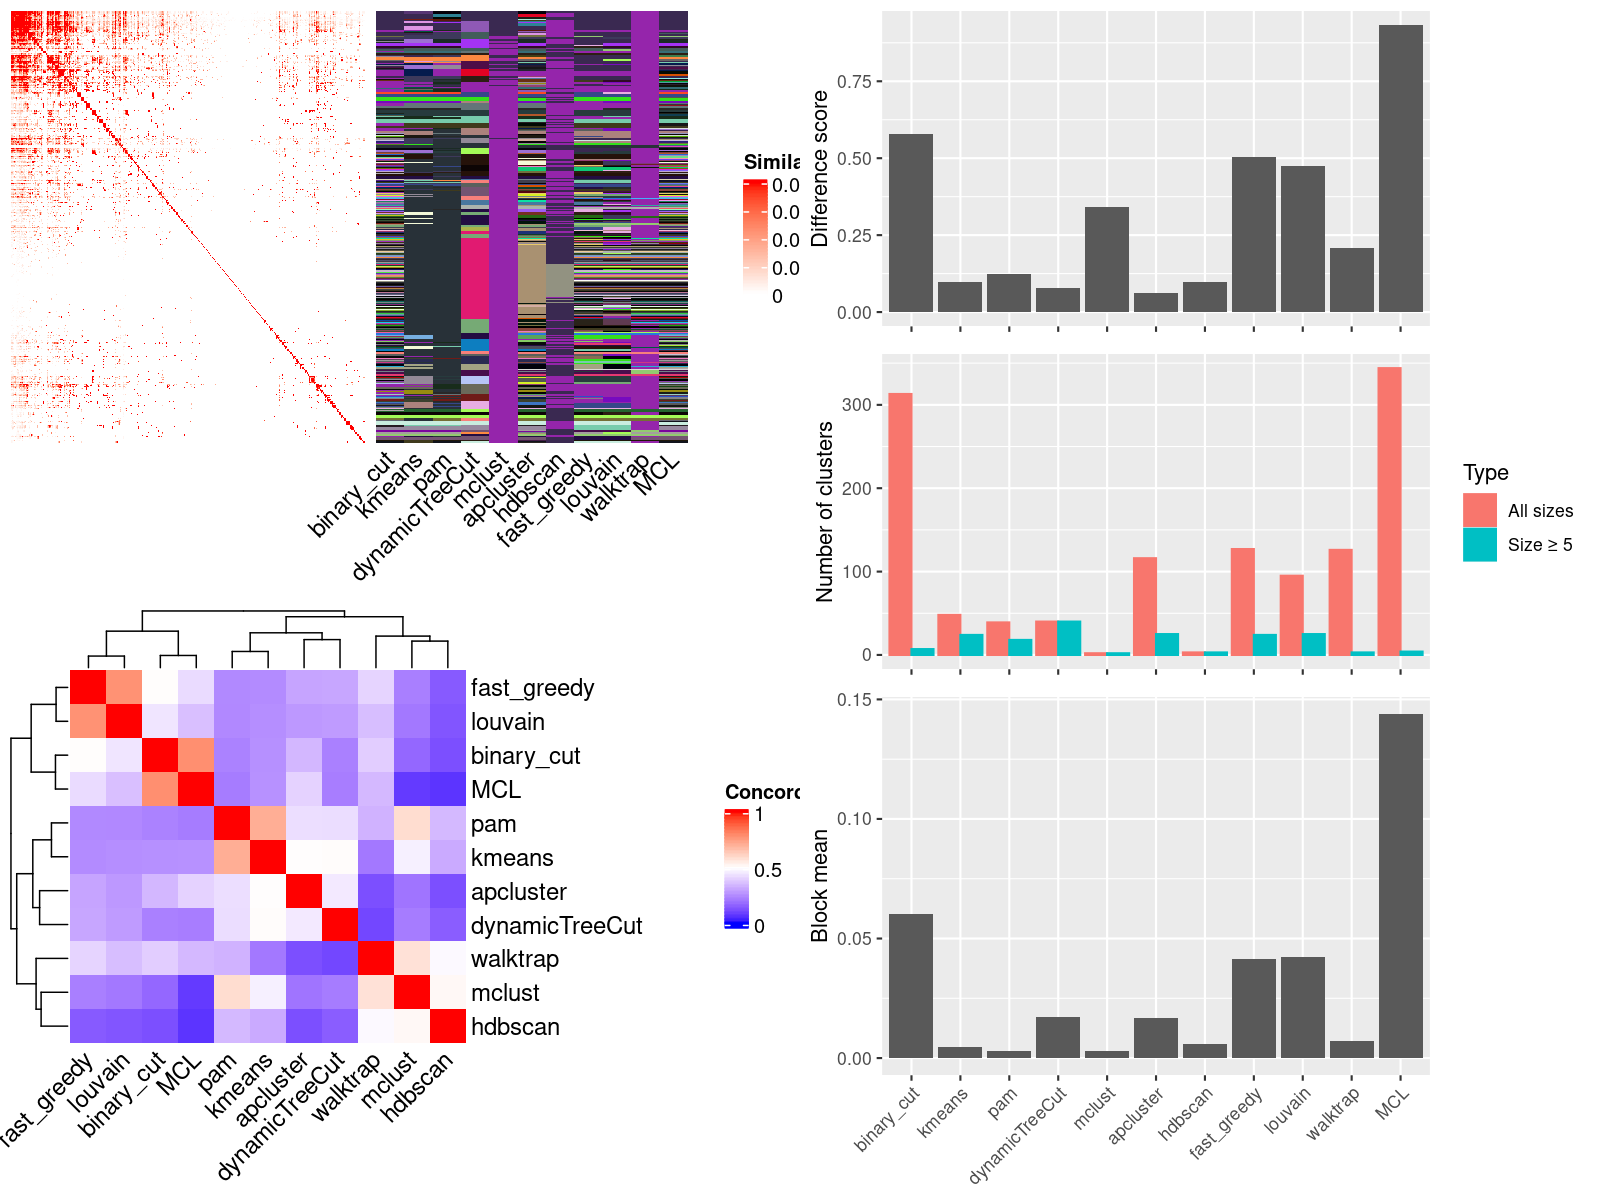 Simila
0.0
0.0
0.0
0.0
0
binary_cut
kmeans
pam
dynamicTreeCut
mclust
apcluster
hdbscan
fast_greedy
louvain
walktrap
MCL
fast_greedy
louvain
binary_cut
MCL
pam
kmeans
apcluster
dynamicTreeCut
walktrap
mclust
hdbscan
fast_greedy
louvain
binary_cut
MCL
pam
kmeans
apcluster
dynamicTreeCut
walktrap
mclust
hdbscan
Concord
1
0.5
0
Difference score
0.75
0.50
0.25
0.00
Number of clusters
300
200
100
0
Type
All sizes
Size ≥ 5
Block mean
0.15
0.10
0.05
0.00
binary_cut
kmeans
pam
dynamicTreeCut
mclust
apcluster
hdbscan
fast_greedy
louvain
walktrap
MCL